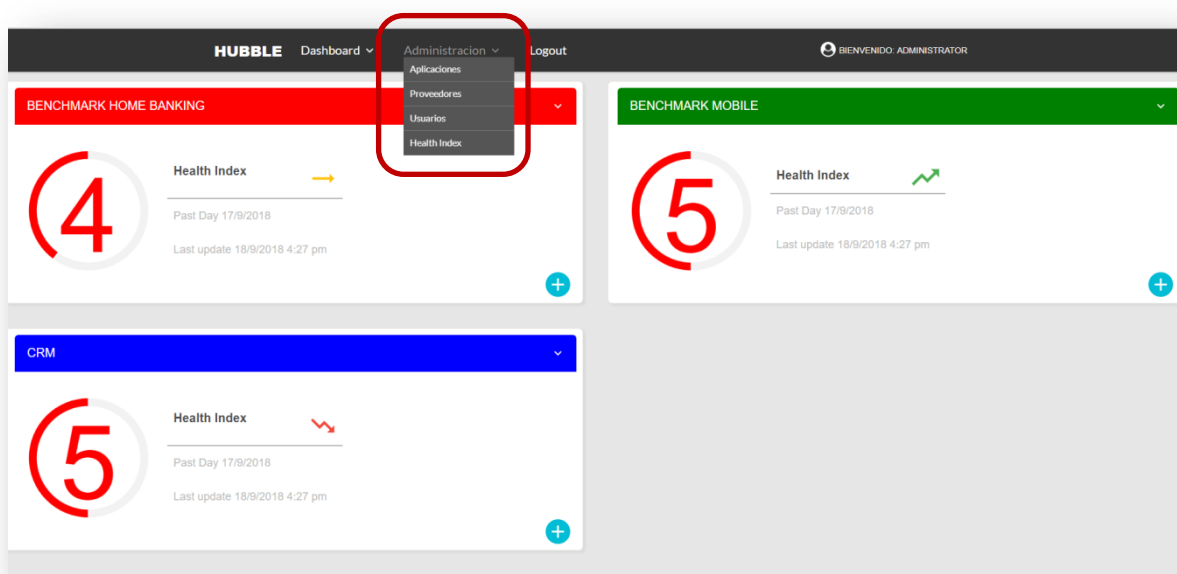 HUBBLE Dashboard Administracion Logout BIENVENIDO: ADMINISTRATOR
Aplicaciones
Proveedores
Usuarios
Health Index
BENCHMARK HOME BANKING
4
Health Index
Past Day 17/9/2018
Last update 18/9/2018 4:27 pm
BENCHMARK MOBILE
5
Health Index
Past Day 17/9/2018
Last update 18/9/2018 4:27 pm
CRM
5
Health Index
Past Day 17/9/2018
Last update 18/9/2018 4:27 pm